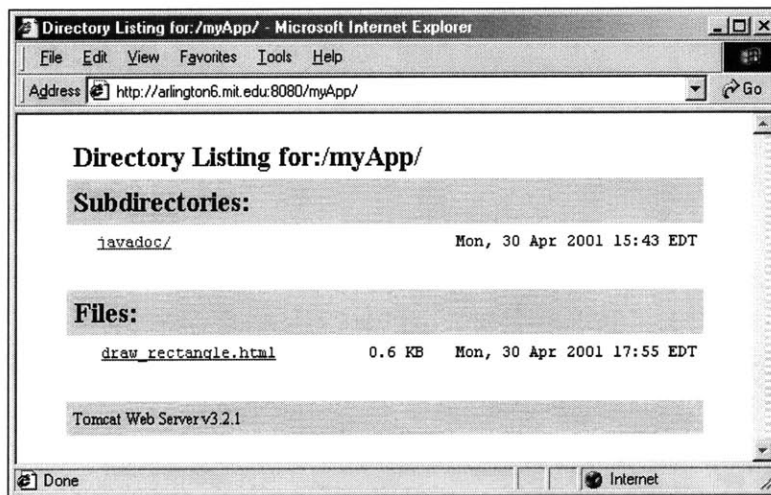 Directory Listing for:/myApp/ - Microsoft Internet Explorer
File Edit View Favorites Tools Help
Address http://arlington6.mit.edu:8080/myApp/ Go
Directory Listing for:/myApp/
Subdirectories:
javadoc/ Mon, 30 Apr 2001 15:43 EDT
Files:
draw_rectangle.html 0.6 KB Mon, 30 Apr 2001 17:55 EDT
Tomcat Web Server v3.2.1
Done Internet